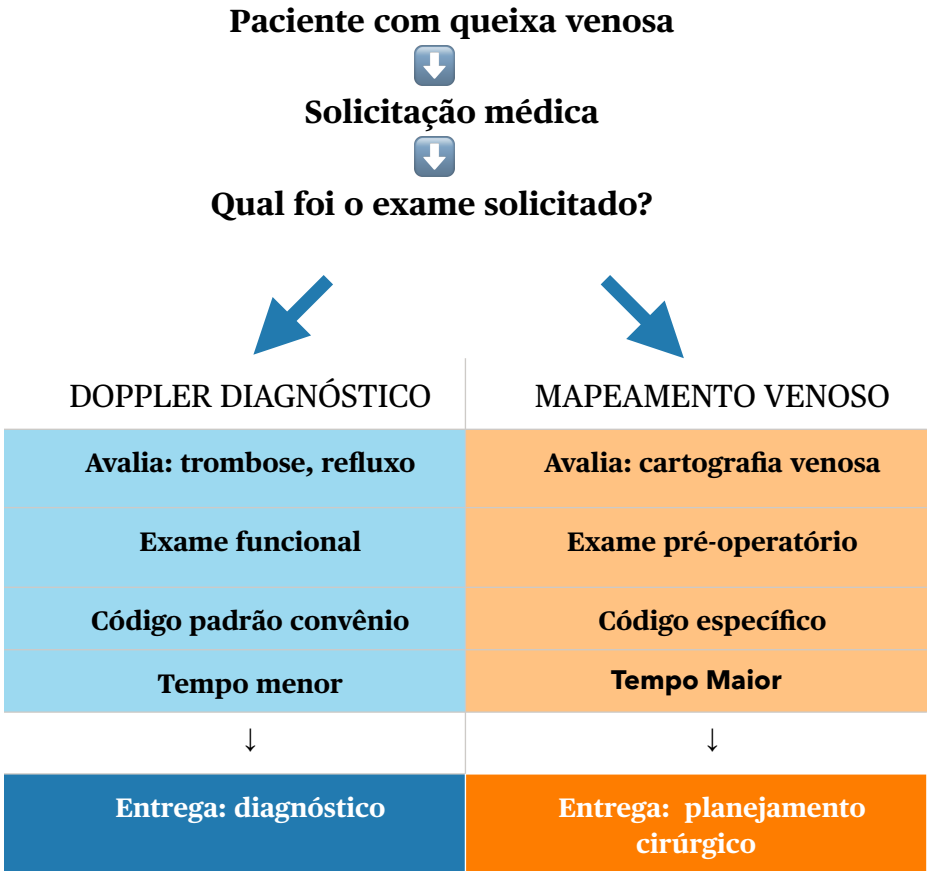 Paciente com queixa venosa
⬇️
Solicitação médica
⬇️
Qual foi o exame solicitado?
DOPPLER DIAGNÓSTICO
MAPEAMENTO VENOSO
Avalia: trombose, refluxo
Avalia: cartografia venosa
Exame funcional
Exame pré-operatório
Código padrão convênio
Código específico
Tempo menor
Tempo Maior
↓
↓
Entrega: diagnóstico
Entrega: planejamento
cirúrgico